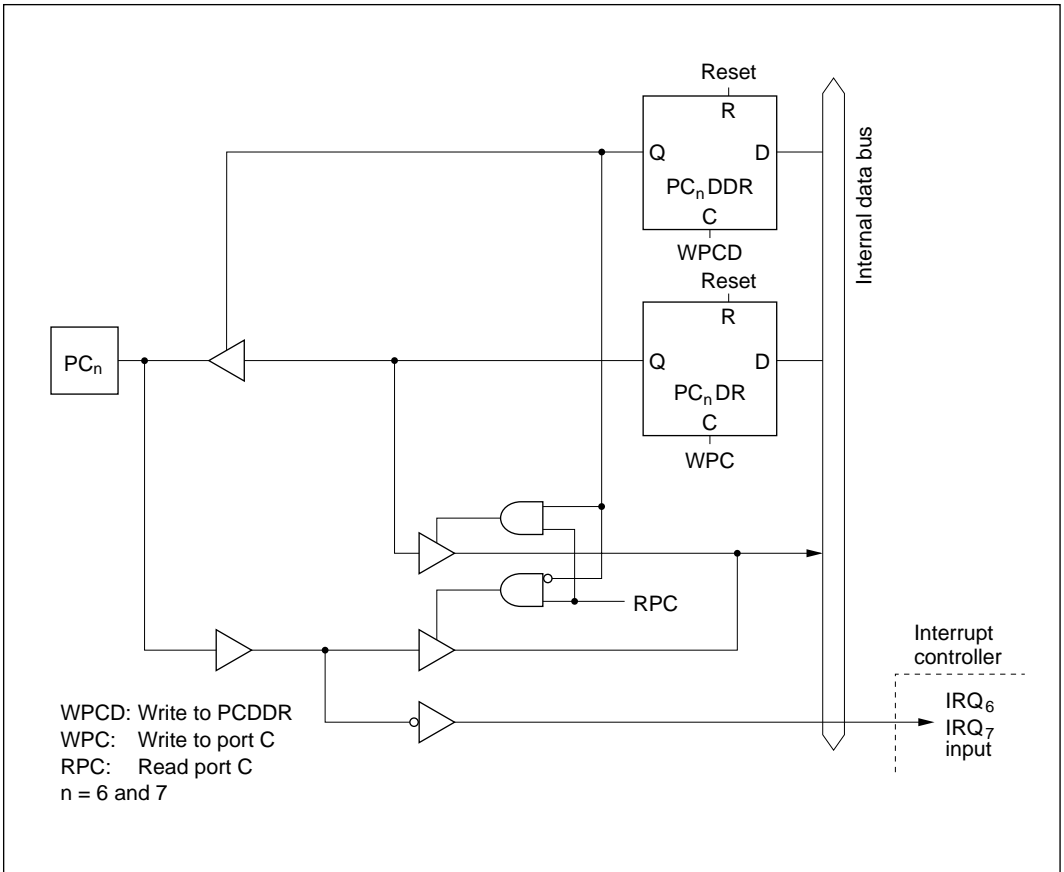 Reset
R
Q D
PCnDDR
C
WPCD
Internal data bus
Reset
R
PCn
Q D
PCnDR
C
WPC
RPC
Interrupt
controller
IRQ6
IRQ7
input
WPCD: Write to PCDDR
WPC: Write to port C
RPC: Read port C
n = 6 and 7